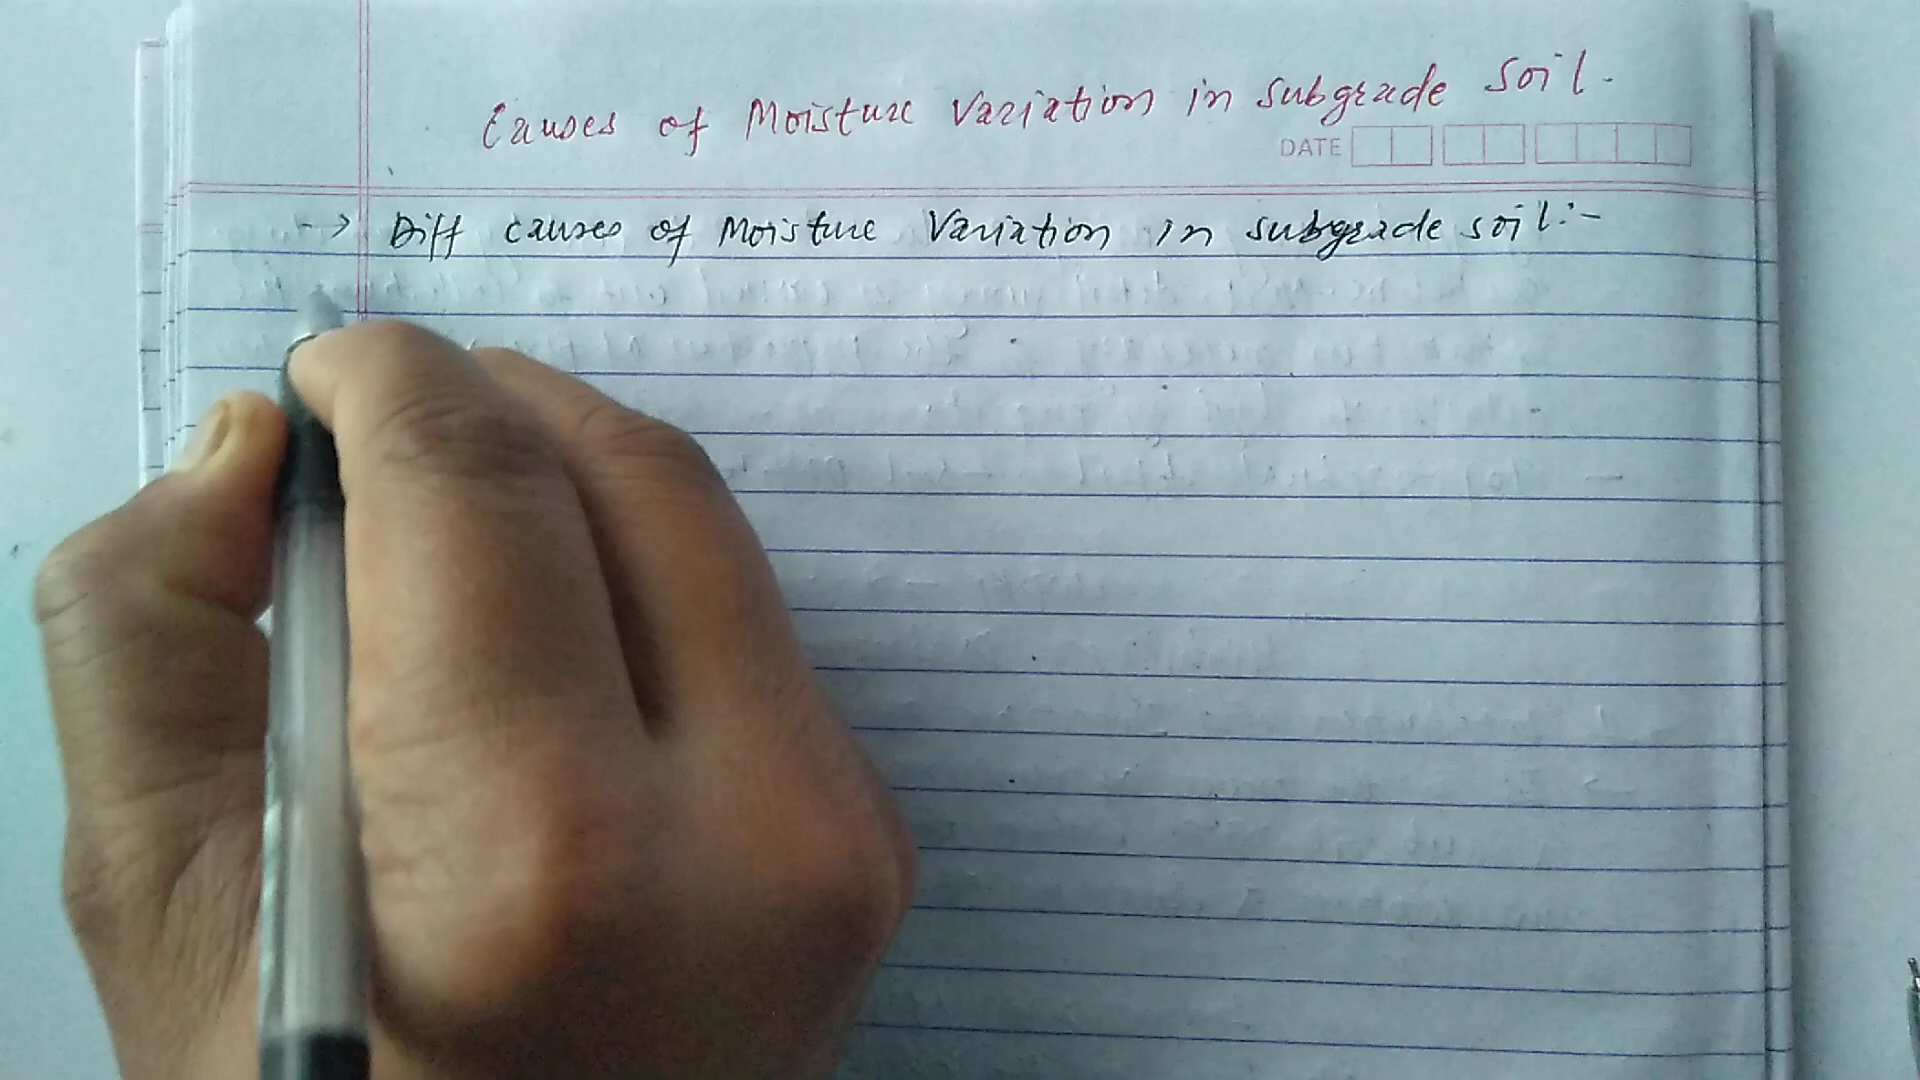 Causes of Moisture Variation in Subgrade Soil.
DATE
-> Diff causes of Moisture Variation in subgrade soil:-